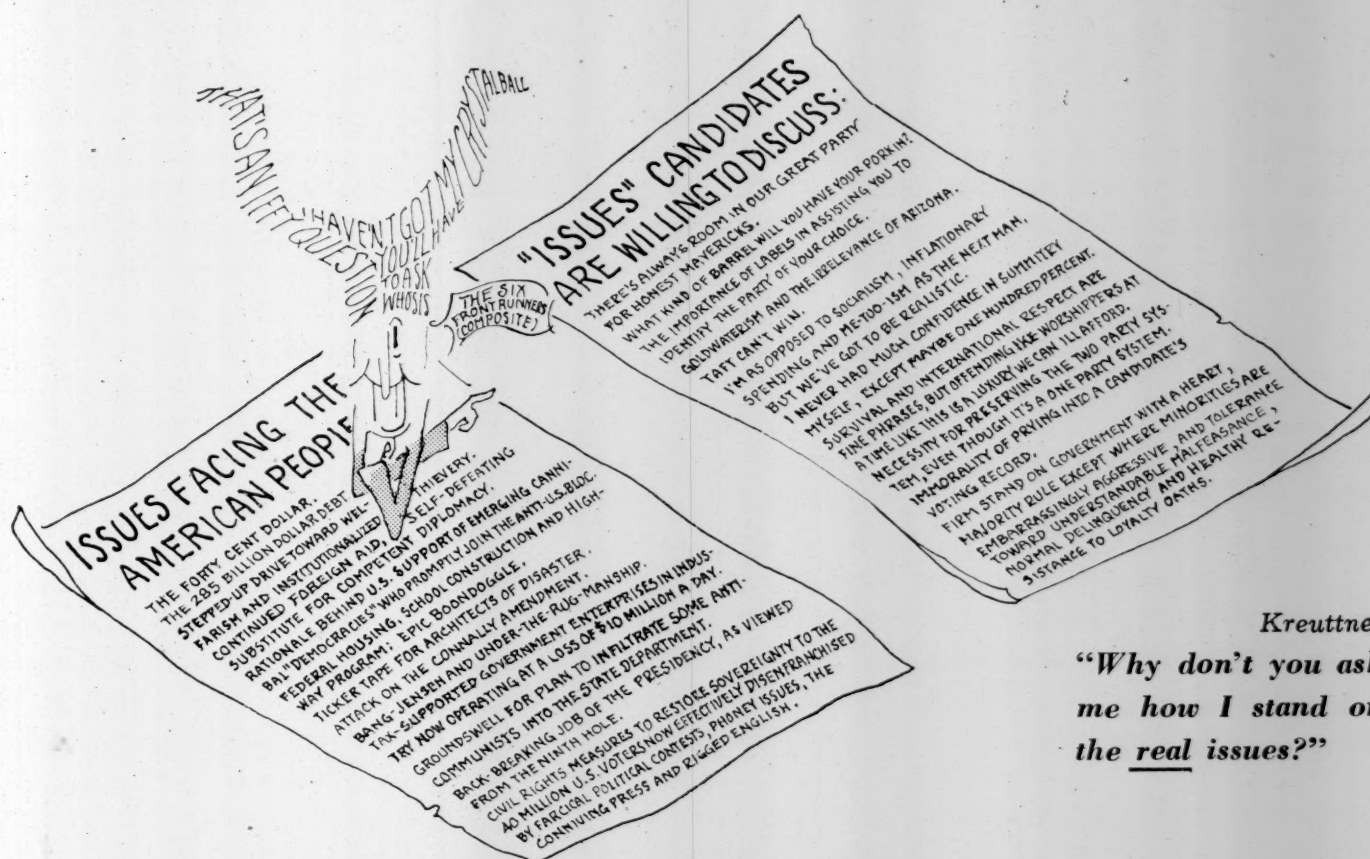 THAT'S AN IFFY QUESTION
I HAVEN'T GOT MY CRYSTAL BALL.
YOU'LL HAVE
TO ASK
WHOSIS
!
THE SIX
FRONTRUNNERS
(COMPOSITE)
ISSUES FACING THE
AMERICAN PEOPLE
THE FORTY CENT DOLLAR.
THE 285 BILLION DOLLAR DEBT
STEPPED-UP DRIVE TOWARD WEL
FARISM AND INSTITUTIONALIZED THIEVERY.
CONTINUED FOREIGN AID, SELF-DEFEATING
SUBSTITUTE FOR COMPETENT DIPLOMACY.
RATIONALE BEHIND U.S. SUPPORT OF EMERGING CANNI-
BAL "DEMOCRACIES" WHO PROMPTLY JOIN THE ANTI-U.S. BLOC.
FEDERAL HOUSING, SCHOOL CONSTRUCTION AND HIGH-
WAY PROGRAM: EPIC BOONDOGGLE.
TICKER TAPE FOR ARCHITECTS OF DISASTER.
ATTACK ON THE CONNALLY AMENDMENT.
BANG-JENSEN AND UNDER-THE-RUG-MANSHIP.
TAX-SUPPORTED GOVERNMENT ENTERPRISES IN INDUS-
TRY NOW OPERATING AT A LOSS OF $10 MILLION A DAY.
GROUNDSWELL FOR PLAN TO INFILTRATE SOME ANTI-
COMMUNISTS INTO THE STATE DEPARTMENT.
BACK-BREAKING JOB OF THE PRESIDENCY, AS VIEWED
FROM THE NINTH HOLE.
CIVIL RIGHTS MEASURES TO RESTORE SOVEREIGNTY TO THE
40 MILLION U.S. VOTERS NOW EFFECTIVELY DISENFRANCHISED
BY FARCICAL POLITICAL CONTESTS, PHONEY ISSUES, THE
CONNIVING PRESS AND RIGGED ENGLISH.
"ISSUES" CANDIDATES
ARE WILLING TO DISCUSS:
THERE'S ALWAYS ROOM IN OUR GREAT PARTY
FOR HONEST MAVERICKS.
WHAT KIND OF BARREL WILL YOU HAVE YOUR PORK IN?
THE IMPORTANCE OF LABELS IN ASSISTING YOU TO
IDENTIFY THE PARTY OF YOUR CHOICE.
GOLDWATERISM AND THE IRRELEVANCE OF ARIZONA.
TAFT CAN'T WIN.
I'M AS OPPOSED TO SOCIALISM, INFLATIONARY
SPENDING AND ME-TOO-ISM AS THE NEXT MAN,
BUT WE'VE GOT TO BE REALISTIC.
I NEVER HAD MUCH CONFIDENCE IN SUMMITRY
MYSELF, EXCEPT MAYBE ONE HUNDRED PERCENT.
SURVIVAL AND INTERNATIONAL RESPECT ARE
FINE PHRASES, BUT OFFENDING IKE WORSHIPPERS AT
A TIME LIKE THIS IS A LUXURY WE CAN ILL AFFORD.
NECESSITY FOR PRESERVING THE TWO PARTY SYS-
TEM, EVEN THOUGH IT'S A ONE PARTY SYSTEM.
IMMORALITY OF PRYING INTO A CANDIDATE'S
VOTING RECORD.
FIRM STAND ON GOVERNMENT WITH A HEART,
MAJORITY RULE EXCEPT WHERE MINORITIES ARE
EMBARRASSINGLY AGGRESSIVE, AND TOLERANCE
TOWARD UNDERSTANDABLE MALFEASANCE,
NORMAL DELINQUENCY AND HEALTHY RE-
SISTANCE TO LOYALTY OATHS.
Kreuttne
"Why don't you ask
me how I stand on
the real issues?"